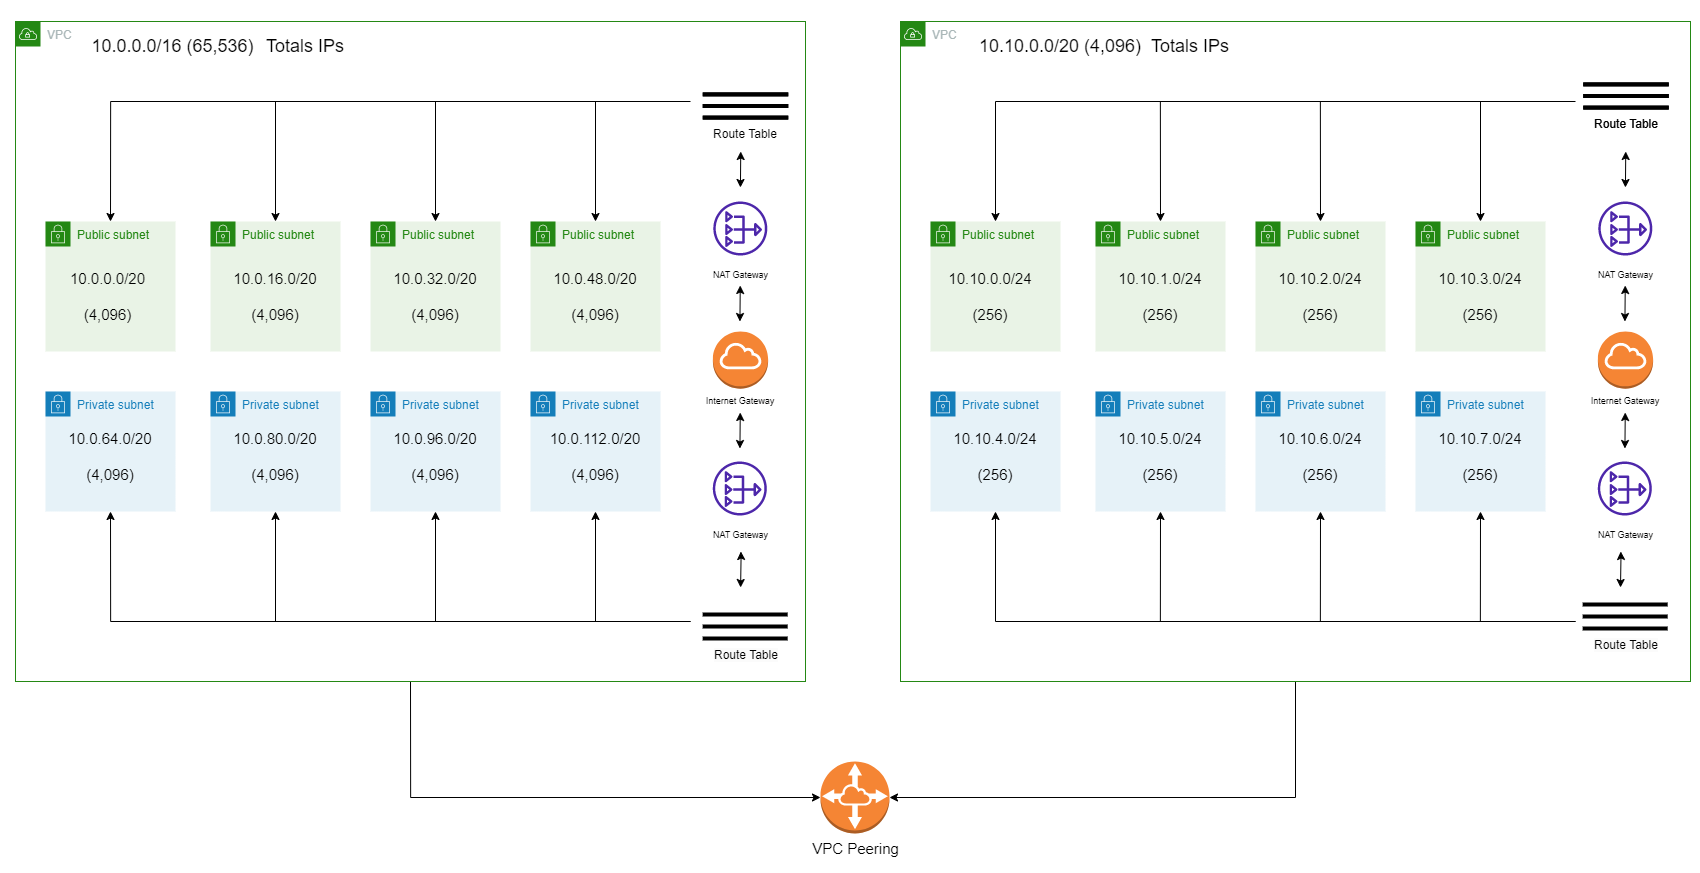 VPC
10.0.0.0/16 (65,536)  Totals IPs
Route Table
Public subnet
10.0.0.0/20
(4,096)
Public subnet
10.0.16.0/20
(4,096)
Public subnet
10.0.32.0/20
(4,096)
Public subnet
10.0.48.0/20
(4,096)
NAT Gateway
Internet Gateway
Private subnet
10.0.64.0/20
(4,096)
Private subnet
10.0.80.0/20
(4,096)
Private subnet
10.0.96.0/20
(4,096)
Private subnet
10.0.112.0/20
(4,096)
NAT Gateway
Route Table
VPC
10.10.0.0/20 (4,096)  Totals IPs
Route Table
Public subnet
10.10.0.0/24
(256)
Public subnet
10.10.1.0/24
(256)
Public subnet
10.10.2.0/24
(256)
Public subnet
10.10.3.0/24
(256)
NAT Gateway
Internet Gateway
Private subnet
10.10.4.0/24
(256)
Private subnet
10.10.5.0/24
(256)
Private subnet
10.10.6.0/24
(256)
Private subnet
10.10.7.0/24
(256)
NAT Gateway
Route Table
VPC Peering